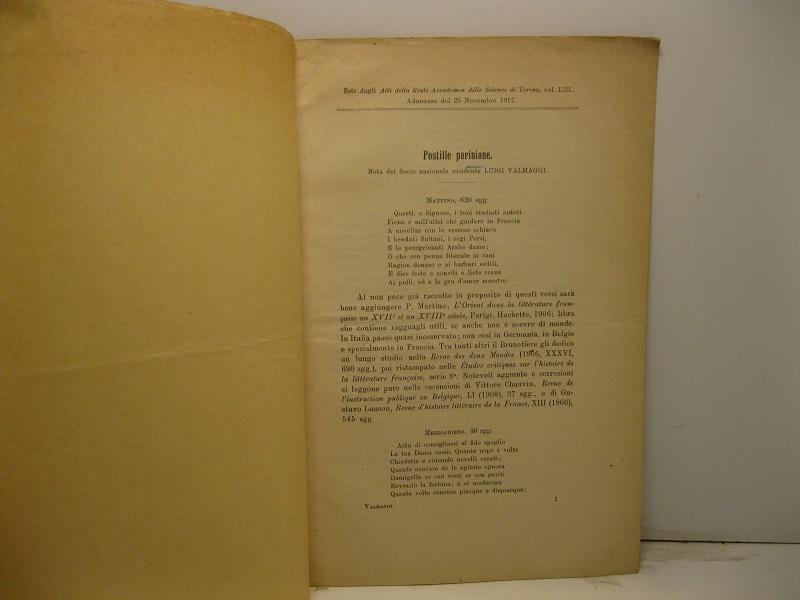 Estr. dagli Atti della Reale Accademia delle Scienze di Torino, vol. LIII.
Adunanza del 25 Novembre 1917.
Postille pariniane.
Nota del Socio nazionale residente LUIGI VALMAGGI.
MATTINO, 620 sgg.
Questi, o Signore, i tuoi studiati autori
Fieno e mill'altri che guidaro in Francia
A novellar con le vezzose schiave
I bendati Sultani, i regi Persi,
E le peregrinanti Arabe dame;
O che con penna liberale ai cani
Ragion donaro e ai barbari sedili,
E dier feste e conviti e liete scene
Ai polli, ed a le gru d'amor maestre.
Al non poco già raccolto in proposito di questi versi sarà
bene aggiungere P. Martino, L'Orient dans la littérature fran-
çaise au XVIIe et au XVIIIe siècle, Parigi, Hachette, 1906; libro
che contiene ragguagli utili, se anche non è scevro di mende.
In Italia passò quasi inosservato; non così in Germania, in Belgio
e specialmente in Francia. Tra tanti altri il Brunetière gli dedicò
un lungo studio nella Revue des deux Mondes (1906, XXXVI,
690 sgg.), poi ristampato nelle Études critiques sur l'histoire de
la littérature française, serie 8a. Notevoli aggiunte e correzioni
si leggono pure nelle recensioni di Vittore Chauvin, Revue de
l'instruction publique en Belgique, LI (1908), 37 sgg., e di Gu-
stavo Lanson, Revue d'histoire littéraire de la France, XIII (1906),
545 sgg.
MEZZOGIORNO, 30 sgg.
Alfin di consigliarsi al fido speglio
La tua Dama cessò. Quante uopo è volte
Chiedette e rimandò novelli ornati;
Quante convien de le agitate ognora
Damigelle or con vezzi or con garriti
Rovesciò la fortuna; a sè medesma
Quante volte convien piacque e dispiacque;
VALMAGGI.
1